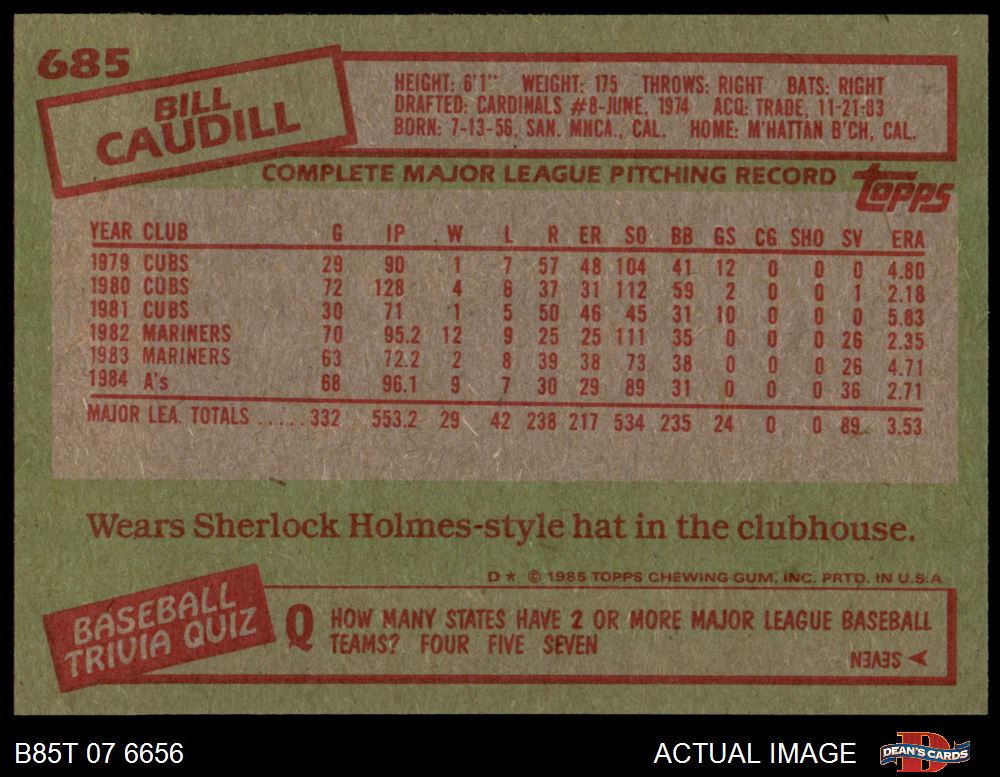 685
BILL
CAUDILL
HEIGHT: 6'1" WEIGHT: 175 THROWS: RIGHT BATS: RIGHT
DRAFTED: CARDINALS #8-JUNE, 1974 ACQ: TRADE, 11-21-83
BORN: 7-13-56, SAN. MNCA., CAL. HOME: M'HATTAN B'CH, CAL.
COMPLETE MAJOR LEAGUE PITCHING RECORD
topps
YEAR CLUB G IP W L R ER SO BB GS CG SHO SV ERA
1979 CUBS 29 90 1 7 57 48 104 41 12 0 0 0 4.80
1980 CUBS 72 128 4 6 37 31 112 59 2 0 0 1 2.18
1981 CUBS 30 71 1 5 50 46 45 31 10 0 0 0 5.83
1982 MARINERS 70 95.2 12 9 25 25 111 35 0 0 0 26 2.35
1983 MARINERS 63 72.2 2 8 39 38 73 38 0 0 0 26 4.71
1984 A's 68 96.1 9 7 30 29 89 31 0 0 0 36 2.71
MAJOR LEA. TOTALS .....332 553.2 29 42 238 217 534 235 24 0 0 89 3.53
Wears Sherlock Holmes-style hat in the clubhouse.
D* © 1985 TOPPS CHEWING GUM, INC. PRTD. IN U.S.A
BASEBALL
TRIVIA QUIZ
Q HOW MANY STATES HAVE 2 OR MORE MAJOR LEAGUE BASEBALL
TEAMS? FOUR FIVE SEVEN
SEVEN
B85T 07 6656
ACTUAL IMAGE
D
DEAN'S CARDS